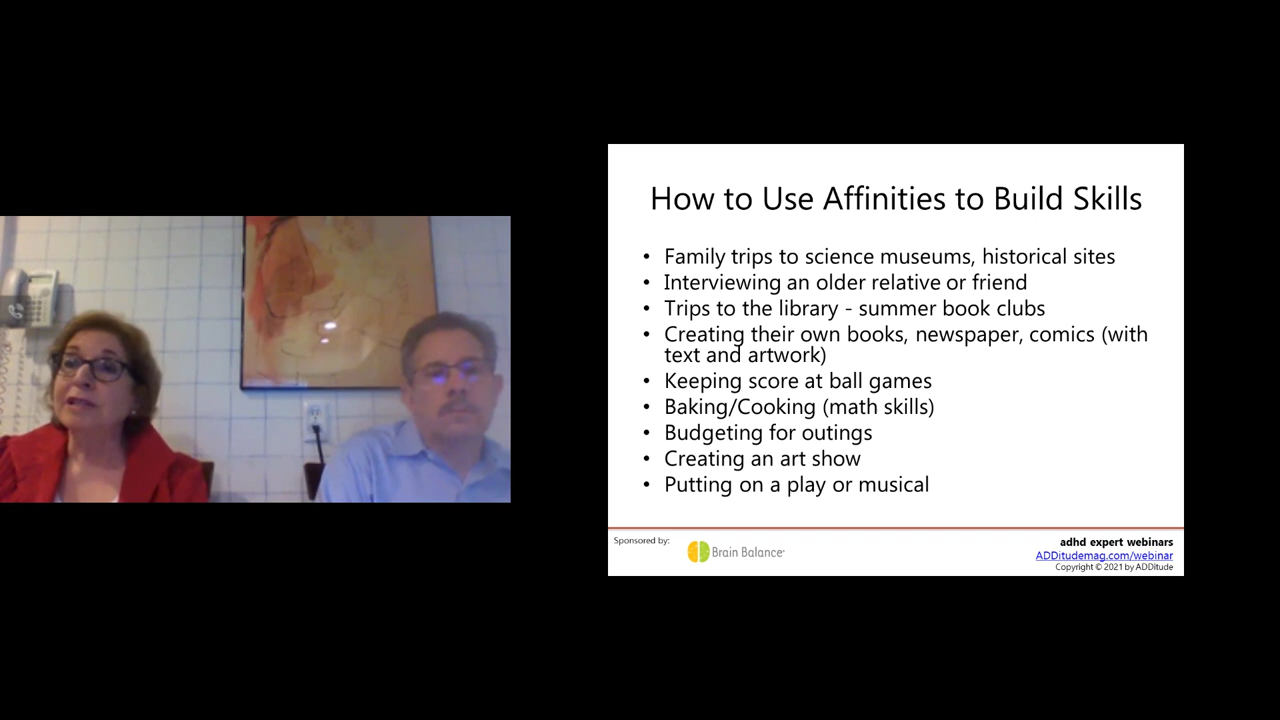 How to Use Affinities to Build Skills
• Family trips to science museums, historical sites
• Interviewing an older relative or friend
• Trips to the library - summer book clubs
• Creating their own books, newspaper, comics (with
text and artwork)
• Keeping score at ball games
• Baking/Cooking (math skills)
• Budgeting for outings
• Creating an art show
• Putting on a play or musical
Sponsored by:
Brain Balance
adhd expert webinars
ADDitudemag.com/webinar
Copyright © 2021 by ADDitude